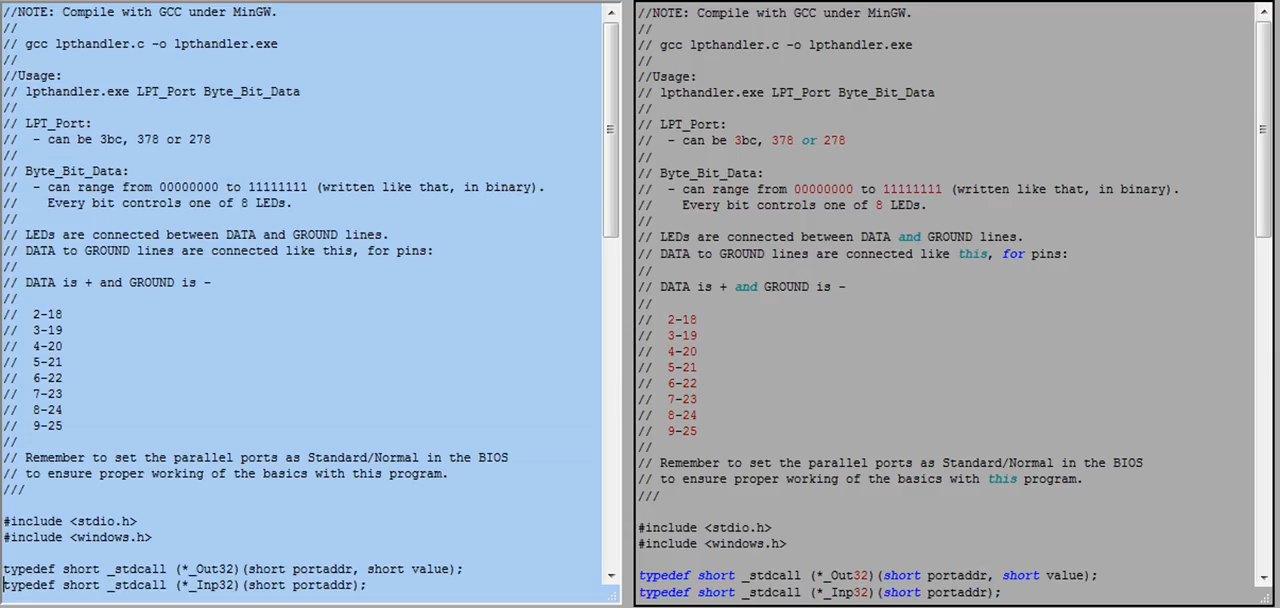 //NOTE: Compile with GCC under MinGW.
//
// gcc lpthandler.c -o lpthandler.exe
//
//Usage:
// lpthandler.exe LPT_Port Byte_Bit_Data
//
// LPT_Port:
//  - can be 3bc, 378 or 278
//
// Byte_Bit_Data:
//  - can range from 00000000 to 11111111 (written like that, in binary).
//    Every bit controls one of 8 LEDs.
//
// LEDs are connected between DATA and GROUND lines.
// DATA to GROUND lines are connected like this, for pins:
//
// DATA is + and GROUND is -
//
//  2-18
//  3-19
//  4-20
//  5-21
//  6-22
//  7-23
//  8-24
//  9-25
//
// Remember to set the parallel ports as Standard/Normal in the BIOS
// to ensure proper working of the basics with this program.
///
#include <stdio.h>
#include <windows.h>
typedef short _stdcall (*_Out32)(short portaddr, short value);
typedef short _stdcall (*_Inp32)(short portaddr);
//NOTE: Compile with GCC under MinGW.
//
// gcc lpthandler.c -o lpthandler.exe
//
//Usage:
// lpthandler.exe LPT_Port Byte_Bit_Data
//
// LPT_Port:
//  - can be 3bc, 378 or 278
//
// Byte_Bit_Data:
//  - can range from 00000000 to 11111111 (written like that, in binary).
//    Every bit controls one of 8 LEDs.
//
// LEDs are connected between DATA and GROUND lines.
// DATA to GROUND lines are connected like this, for pins:
//
// DATA is + and GROUND is -
//
//  2-18
//  3-19
//  4-20
//  5-21
//  6-22
//  7-23
//  8-24
//  9-25
//
// Remember to set the parallel ports as Standard/Normal in the BIOS
// to ensure proper working of the basics with this program.
///
#include <stdio.h>
#include <windows.h>
typedef short _stdcall (*_Out32)(short portaddr, short value);
typedef short _stdcall (*_Inp32)(short portaddr);